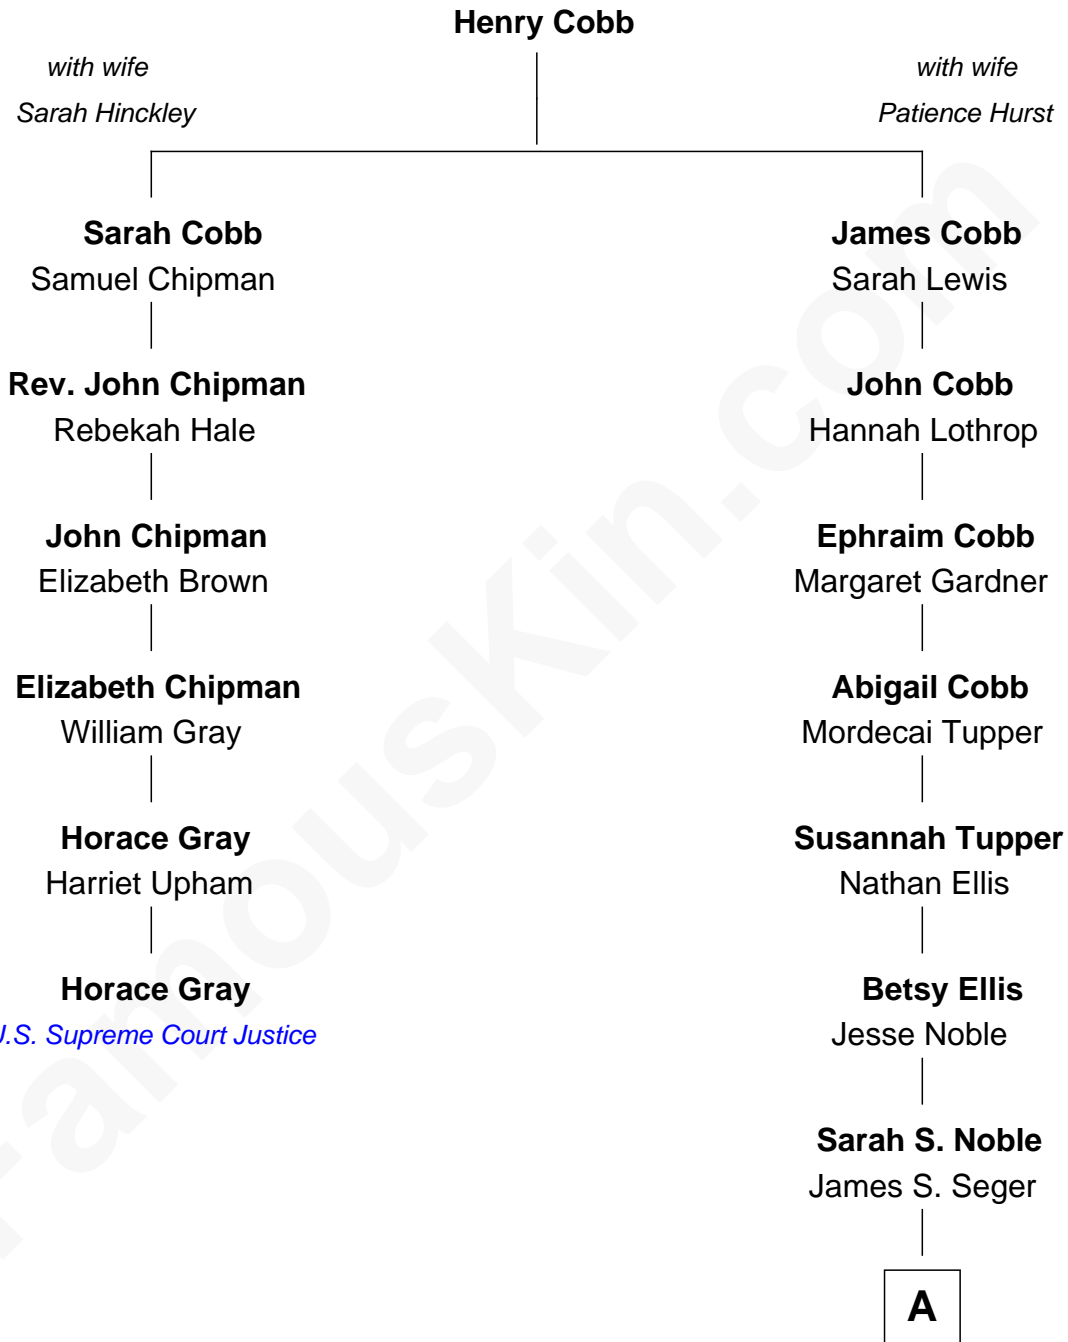 Henry Cobb
with wife
Sarah Hinckley
with wife
Patience Hurst
Sarah Cobb
Samuel Chipman
James Cobb
Sarah Lewis
Rev. John Chipman
Rebekah Hale
John Cobb
Hannah Lothrop
John Chipman
Elizabeth Brown
Ephraim Cobb
Margaret Gardner
Elizabeth Chipman
William Gray
Abigail Cobb
Mordecai Tupper
Horace Gray
Harriet Upham
Susannah Tupper
Nathan Ellis
Horace Gray
U.S. Supreme Court Justice
Betsy Ellis
Jesse Noble
Sarah S. Noble
James S. Seger
A
FamousKin.com